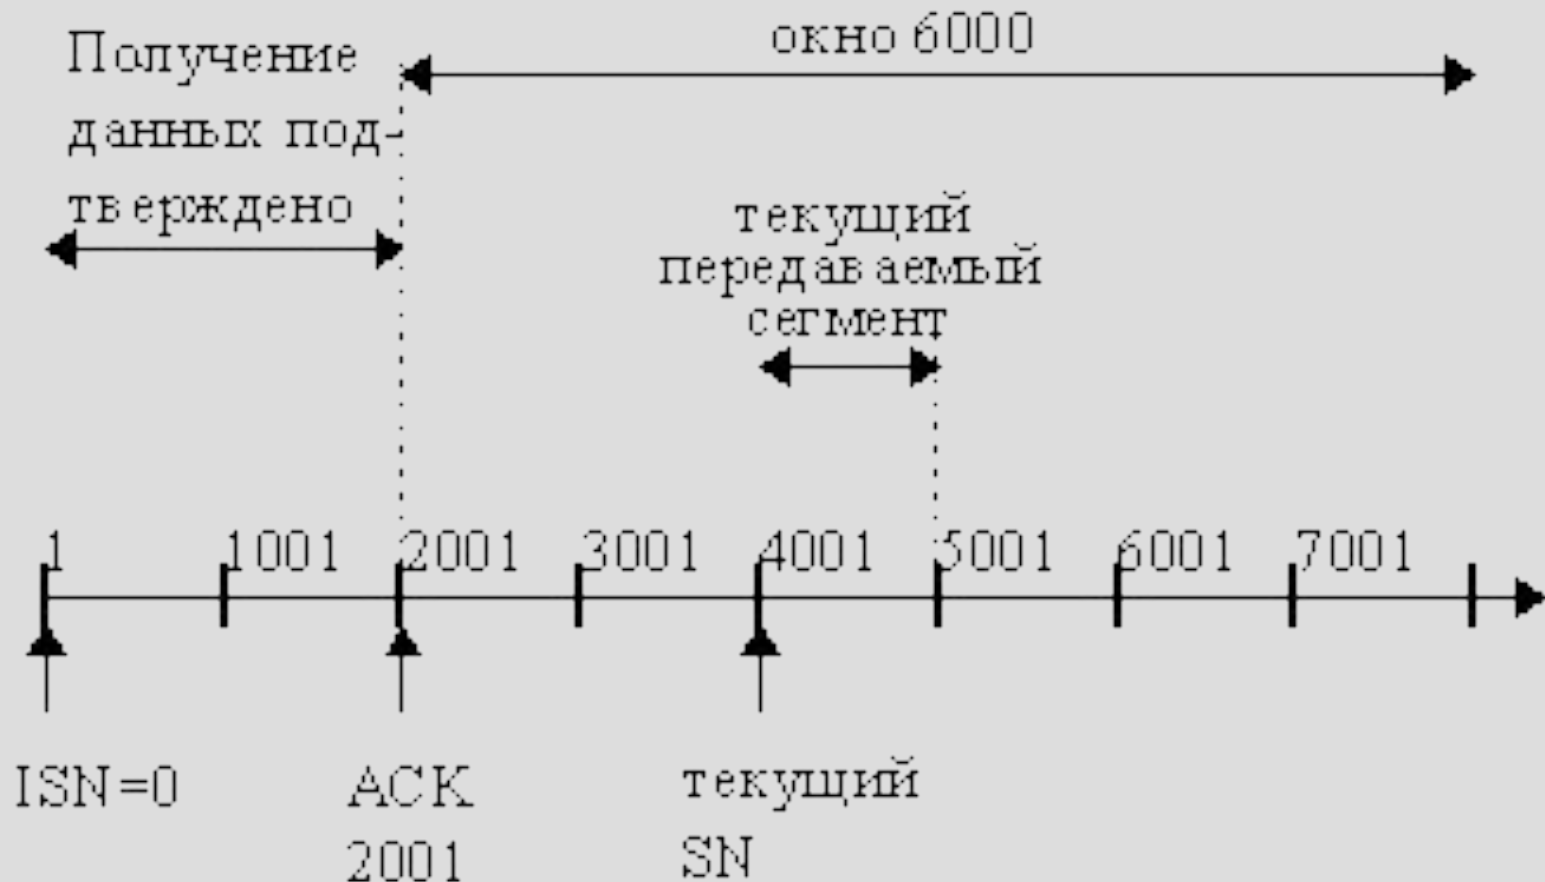 Получение
данных под-
тверждено
окно 6000
текущий
передаваемый
сегмент
1 1001 2001 3001 4001 5001 6001 7001
ISN=0
ACK
2001
текущий
SN